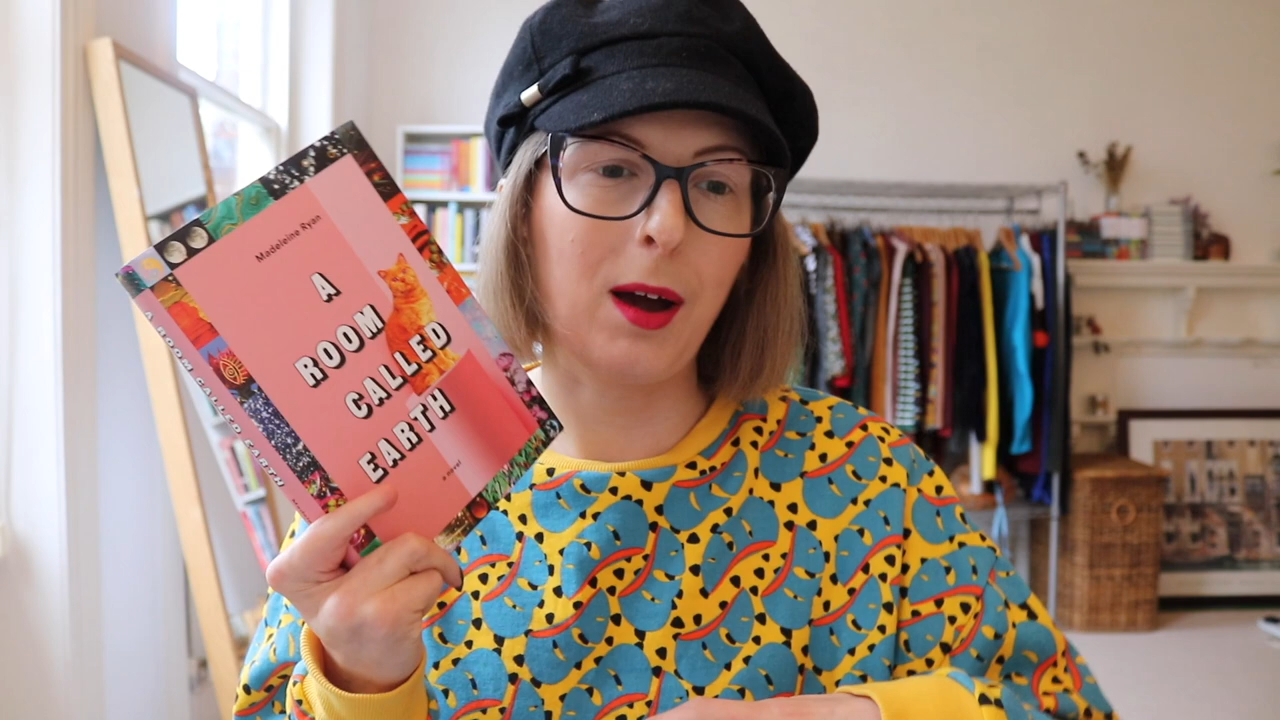 Madeleine Ryan
A
ROOM
CALLED
EARTH
a novel
A ROOM CALLED EARTH